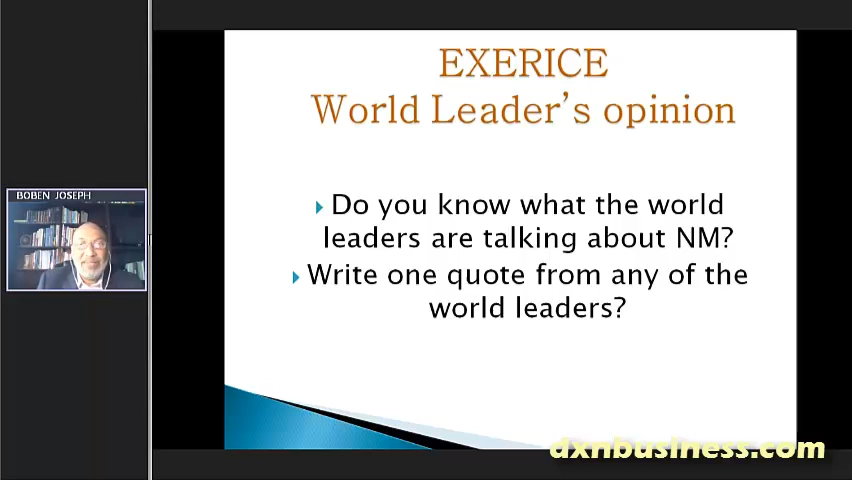 EXERICE
World Leader's opinion
BOBEN JOSEPH
Do you know what the world
leaders are talking about NM?
Write one quote from any of the
world leaders?
dxnbusiness.com